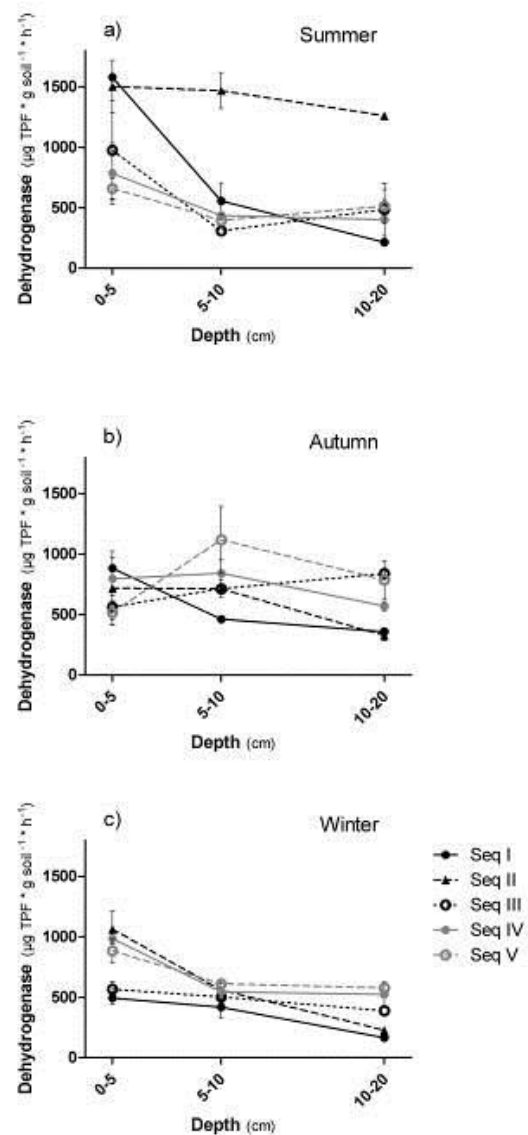 a)
Summer
Dehydrogenase (µg TPF * g soil⁻¹ * h⁻¹)
1500
1000
500
0
0-5
5-10
10-20
Depth (cm)
b)
Autumn
Dehydrogenase (µg TPF * g soil⁻¹ * h⁻¹)
1500
1000
500
0
0-5
5-10
10-20
Depth (cm)
c)
Winter
Dehydrogenase (µg TPF * g soil⁻¹ * h⁻¹)
1500
1000
500
0
0-5
5-10
10-20
Depth (cm)
Seq I
Seq II
Seq III
Seq IV
Seq V